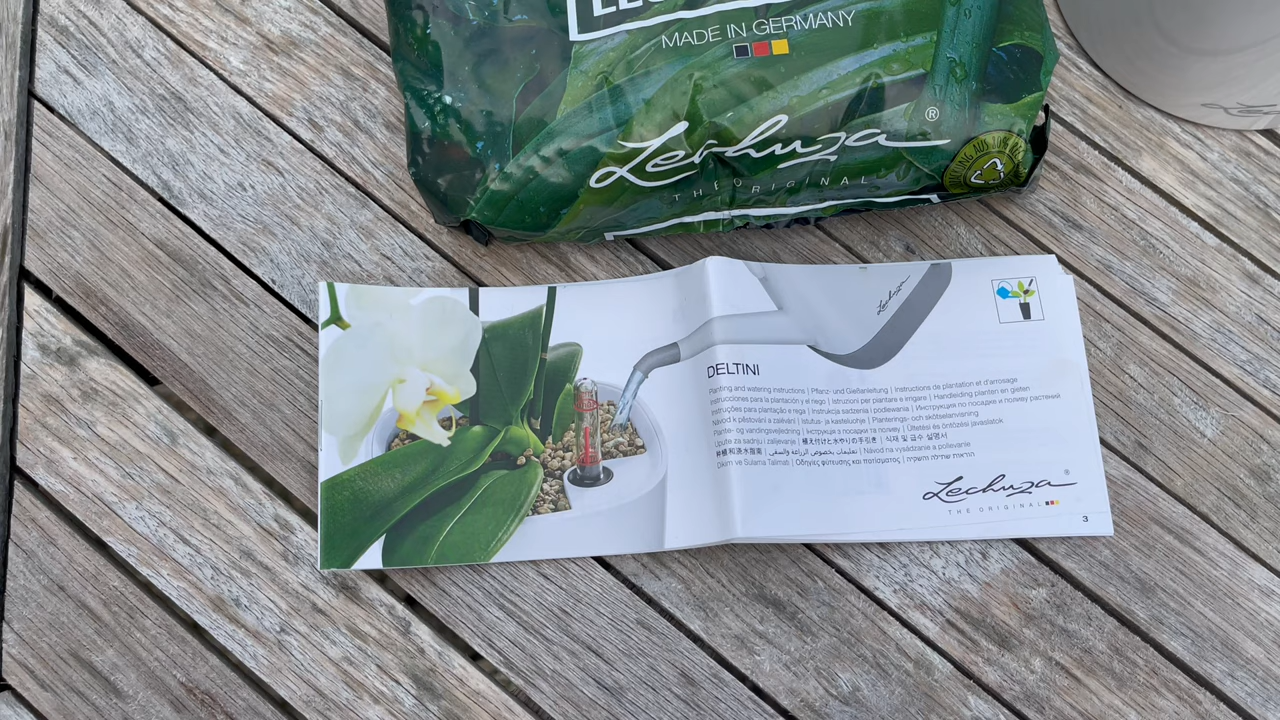 MADE IN GERMANY
Lechuza ®
THE ORIGINAL
Lechuza
DELTINI
Planting and watering instructions | Pflanz- und Gießanleitung | Instructions de plantation et d'arrosage
Instrucciones para la plantación y el riego | Istruzioni per piantare e irrigare | Handleiding planten en gieten
Instruções para plantação e rega | Instrukcja sadzenia i podlewania | Инструкция по посадке и поливу растений
Návod k pěstování a zalévání | Istutus- ja kasteluohje | Planterings- och skötselanvisning
Plante- og vandingsvejledning | Інструкція з посадки та поливу | Ültetési és öntözési javaslatok
Upute za sadnju i zalijevanje | 植え付けと水やりの手引き | 식재 및 급수 설명서
种植和浇水指南 | تعليمات بخصوص الزراعة والسقي | Návod na vysádzanie a polievanie
Dikim ve Sulama Talimatı | Οδηγίες φύτευσης και ποτίσματος | הוראות שתילה והשקיה
Lechuza ®
THE ORIGINAL
3